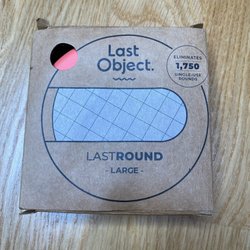 Last
Object.
ELIMINATES
1,750
SINGLE-USE
ROUNDS
LASTROUND
- LARGE -